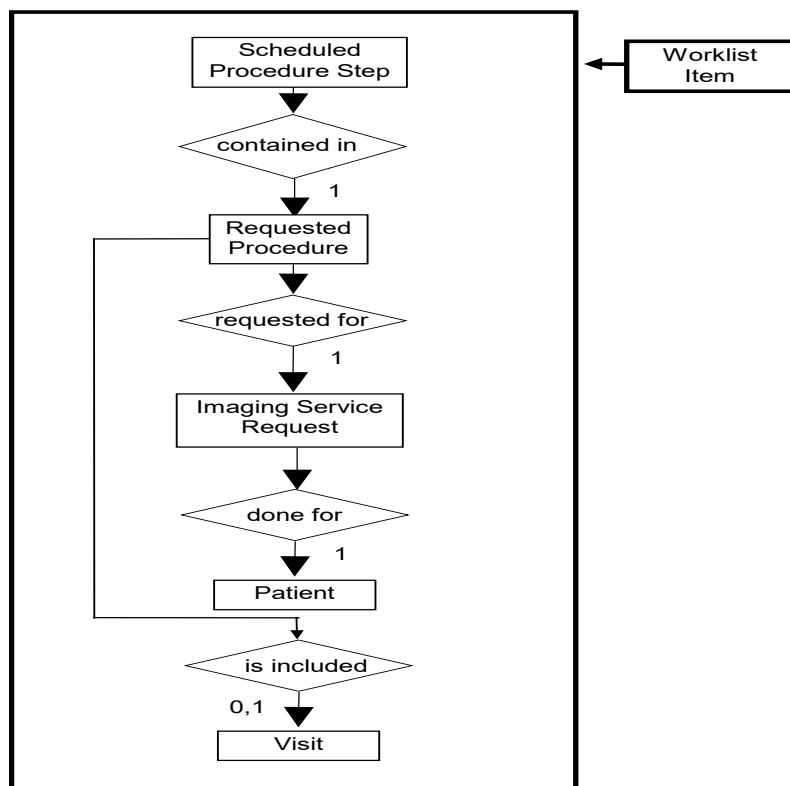 Scheduled
Procedure Step
Worklist
Item
contained in
1
Requested
Procedure
requested for
1
Imaging Service
Request
done for
1
Patient
is included
0,1
Visit